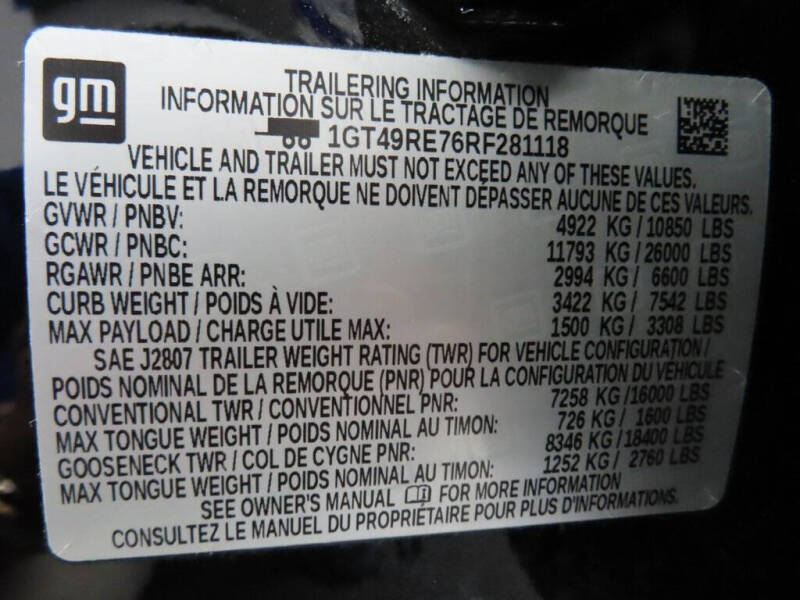 gm
TRAILERING INFORMATION
INFORMATION SUR LE TRACTAGE DE REMORQUE
1GT49RE76RF281118
VEHICLE AND TRAILER MUST NOT EXCEED ANY OF THESE VALUES.
LE VÉHICULE ET LA REMORQUE NE DOIVENT DÉPASSER AUCUNE DE CES VALEURS.
GVWR / PNBV: 4922 KG / 10850 LBS
GCWR / PNBC: 11793 KG / 26000 LBS
RGAWR / PNBE ARR: 2994 KG / 6600 LBS
CURB WEIGHT / POIDS À VIDE: 3422 KG / 7542 LBS
MAX PAYLOAD / CHARGE UTILE MAX: 1500 KG / 3308 LBS
SAE J2807 TRAILER WEIGHT RATING (TWR) FOR VEHICLE CONFIGURATION /
POIDS NOMINAL DE LA REMORQUE (PNR) POUR LA CONFIGURATION DU VÉHICULE
CONVENTIONAL TWR / CONVENTIONNEL PNR: 7258 KG / 16000 LBS
MAX TONGUE WEIGHT / POIDS NOMINAL AU TIMON: 726 KG / 1600 LBS
GOOSENECK TWR / COL DE CYGNE PNR: 8346 KG / 18400 LBS
MAX TONGUE WEIGHT / POIDS NOMINAL AU TIMON: 1252 KG / 2760 LBS
SEE OWNER'S MANUAL FOR MORE INFORMATION
CONSULTEZ LE MANUEL DU PROPRIÉTAIRE POUR PLUS D'INFORMATIONS.